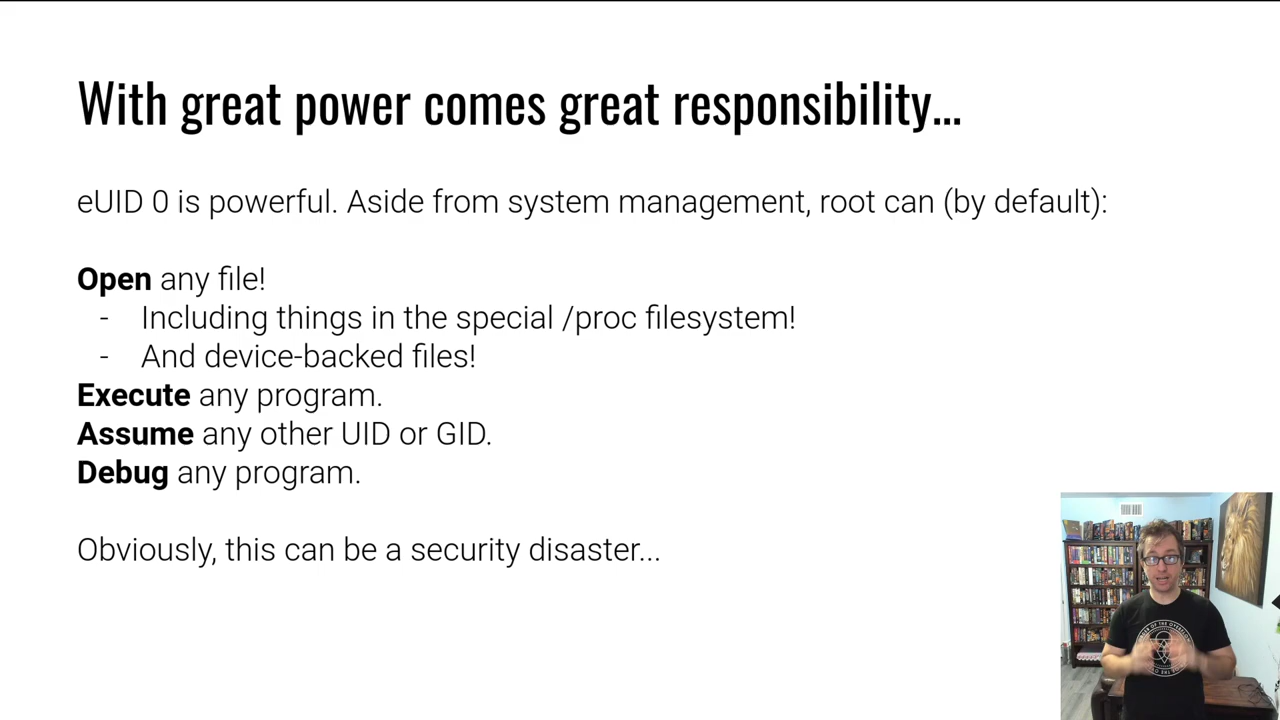 With great power comes great responsibility...
eUID 0 is powerful. Aside from system management, root can (by default):
Open any file!
- Including things in the special /proc filesystem!
- And device-backed files!
Execute any program.
Assume any other UID or GID.
Debug any program.
Obviously, this can be a security disaster...